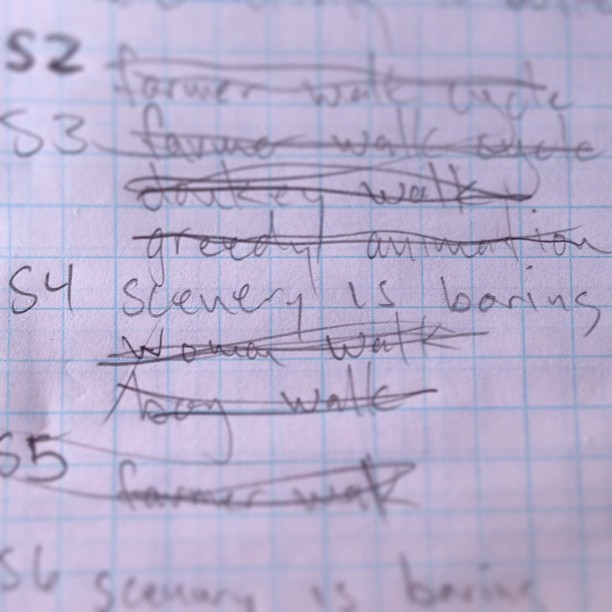 S2 farmer walk cycle
S3 farmer walk cycle
donkey walk
greedy animation
S4 scenery is boring
woman walk
boy walk
S5 farmer walk
S6 scenery is boring